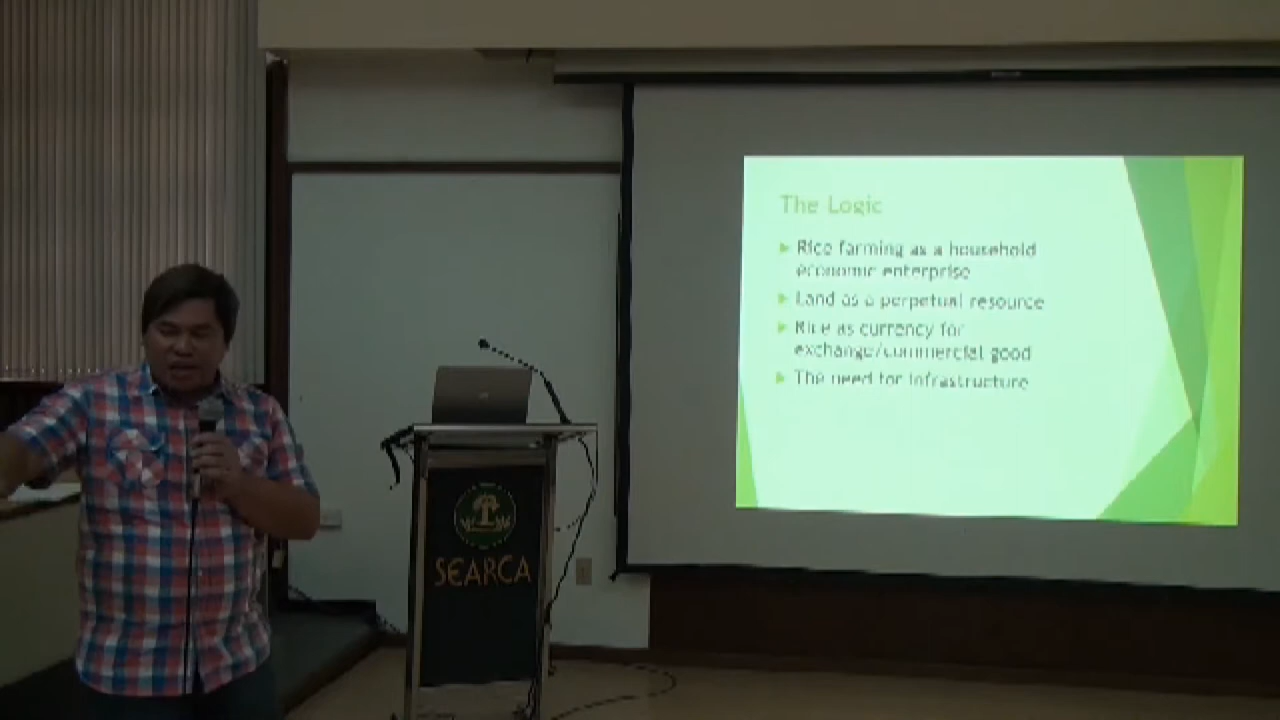 The Logic
Rice farming as a household
economic enterprise
Land as a perpetual resource
Rice as currency for
exchange/commercial good
The need for infrastructure
SEARCA